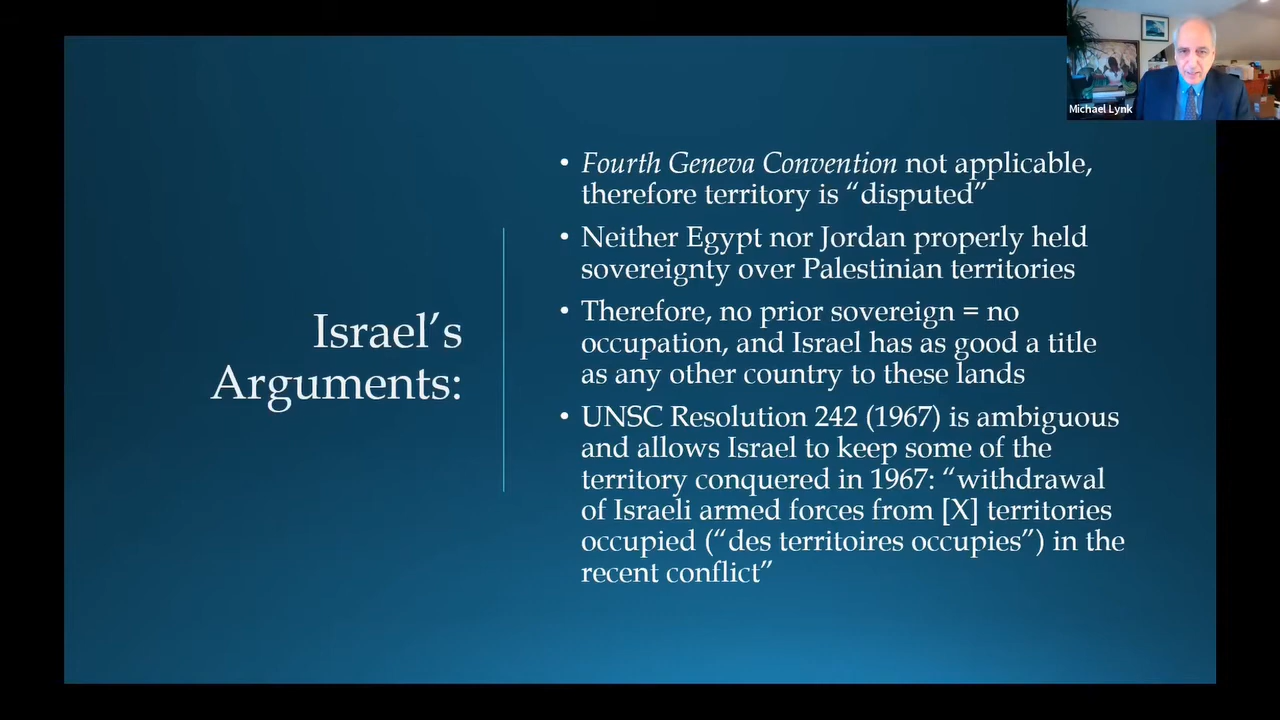 Michael Lynk
Israel’s
Arguments:
• Fourth Geneva Convention not applicable,
therefore territory is “disputed”
• Neither Egypt nor Jordan properly held
sovereignty over Palestinian territories
• Therefore, no prior sovereign = no
occupation, and Israel has as good a title
as any other country to these lands
• UNSC Resolution 242 (1967) is ambiguous
and allows Israel to keep some of the
territory conquered in 1967: “withdrawal
of Israeli armed forces from [X] territories
occupied (“des territoires occupies”) in the
recent conflict”